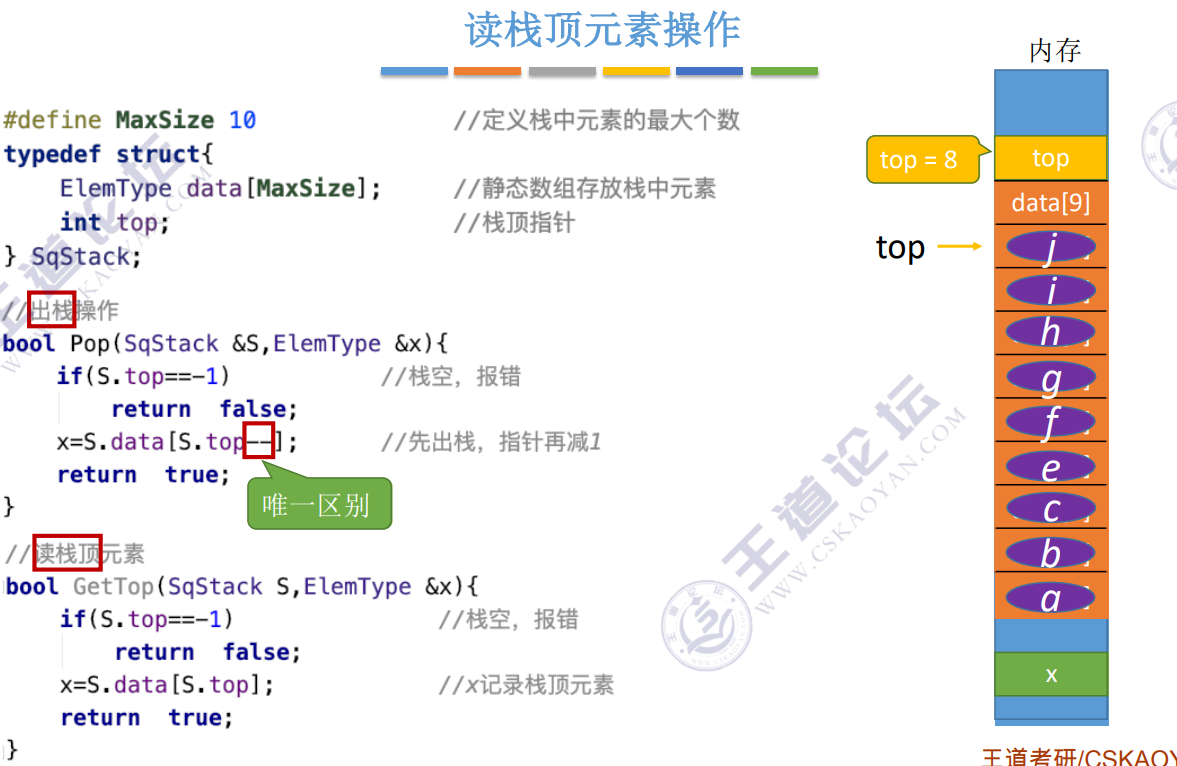 读栈顶元素操作
#define MaxSize 10 //定义栈中元素的最大个数
typedef struct{
ElemType data[MaxSize]; //静态数组存放栈中元素
int top; //栈顶指针
} SqStack;
//出栈操作
bool Pop(SqStack &S,ElemType &x){
if(S.top==-1) //栈空，报错
return false;
x=S.data[S.top--]; //先出栈，指针再减1
return true;
}
唯一区别
//读栈顶元素
bool GetTop(SqStack S,ElemType &x){
if(S.top==-1) //栈空，报错
return false;
x=S.data[S.top]; //x记录栈顶元素
return true;
}
内存
top = 8
top
data[9]
top
j
i
h
g
f
e
c
b
a
x
王道论坛
WWW.CSKAOYAN.COM
王道考研/CSKAOY